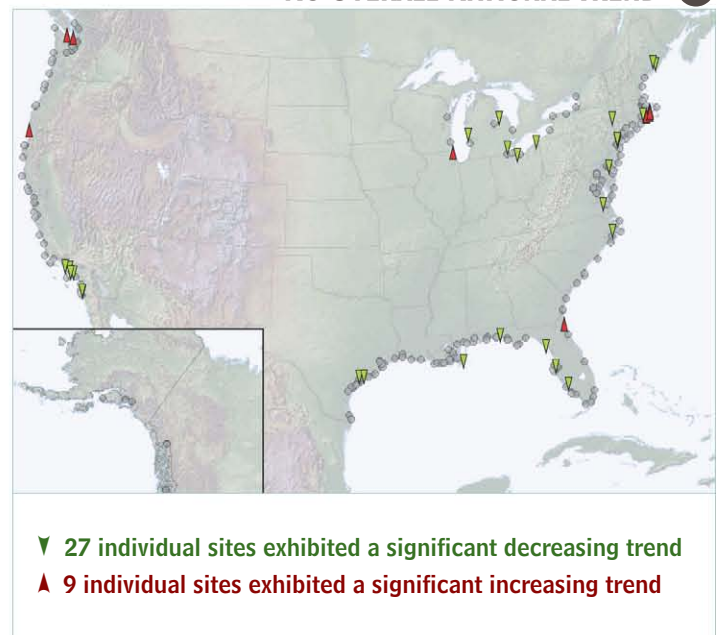 27 individual sites exhibited a significant decreasing trend
9 individual sites exhibited a significant increasing trend